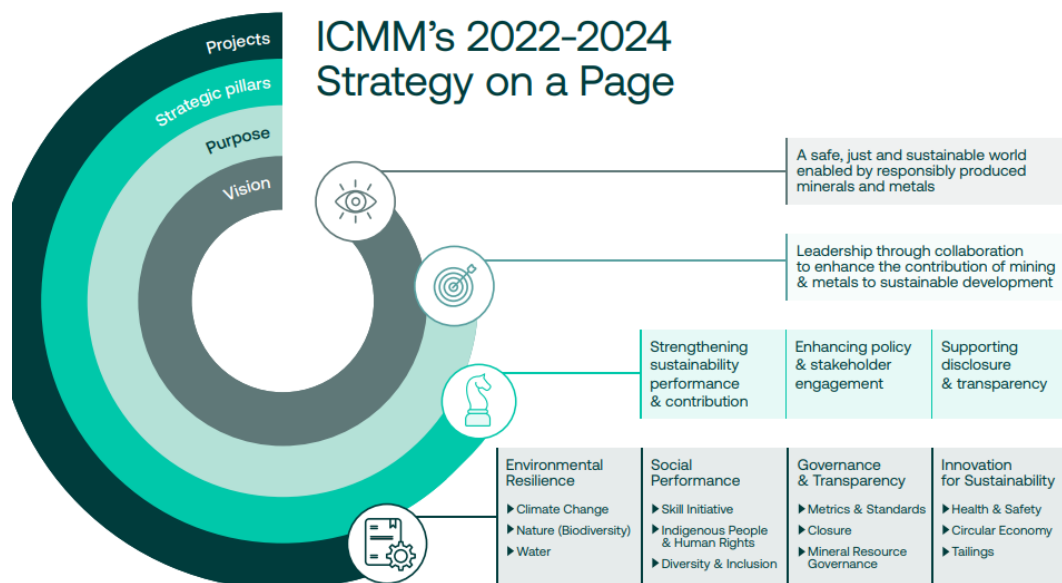 ICMM's 2022-2024
Strategy on a Page
Projects
Strategic pillars
Purpose
Vision
A safe, just and sustainable world
enabled by responsibly produced
minerals and metals
Leadership through collaboration
to enhance the contribution of mining
& metals to sustainable development
Strengthening
sustainability
performance
& contribution
Enhancing policy
& stakeholder
engagement
Supporting
disclosure
& transparency
Environmental
Resilience
Climate Change
Nature (Biodiversity)
Water
Social
Performance
Skill Initiative
Indigenous People
& Human Rights
Diversity & Inclusion
Governance
& Transparency
Metrics & Standards
Closure
Mineral Resource
Governance
Innovation
for Sustainability
Health & Safety
Circular Economy
Tailings